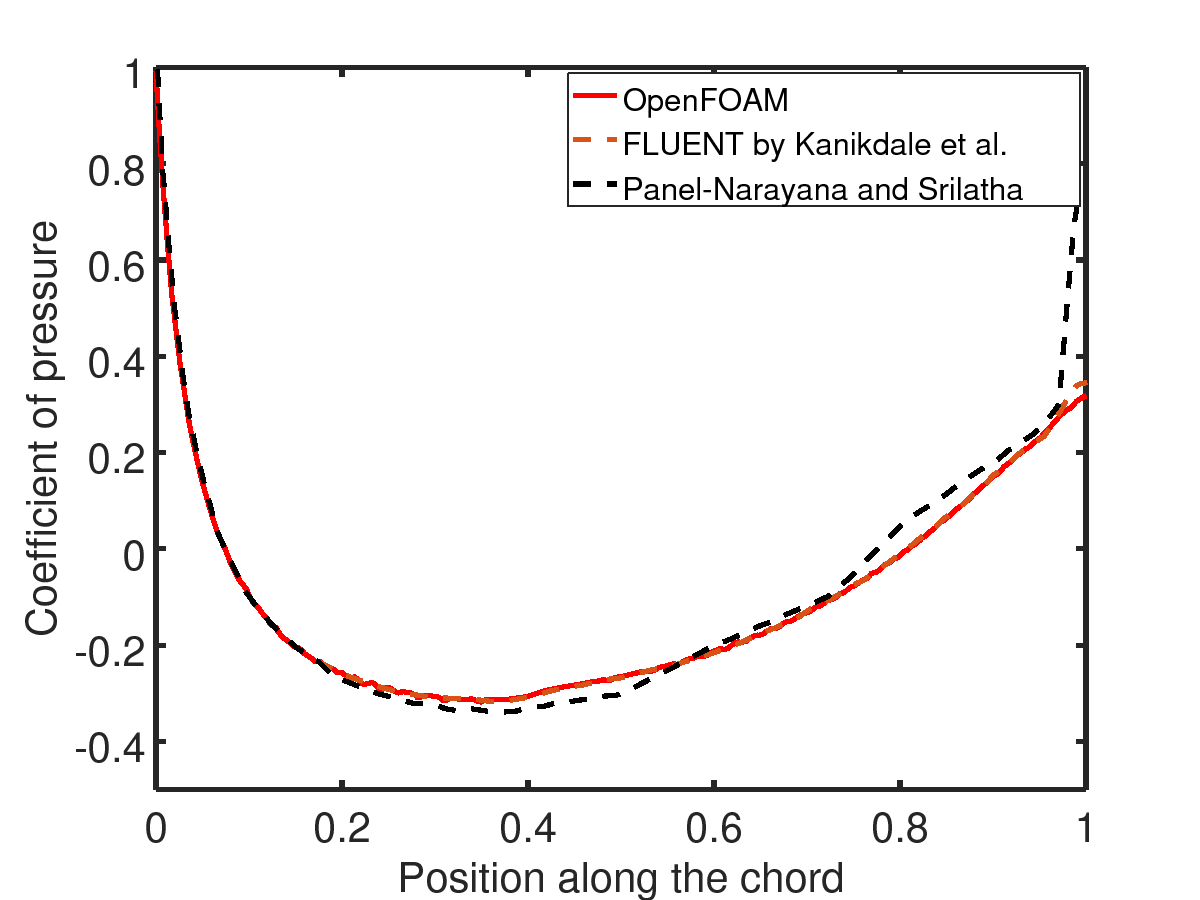 1
0.8
0.6
0.4
0.2
0
-0.2
-0.4
Coefficient of pressure
OpenFOAM
FLUENT by Kanikdale et al.
Panel-Narayana and Srilatha
0 0.2 0.4 0.6 0.8 1
Position along the chord